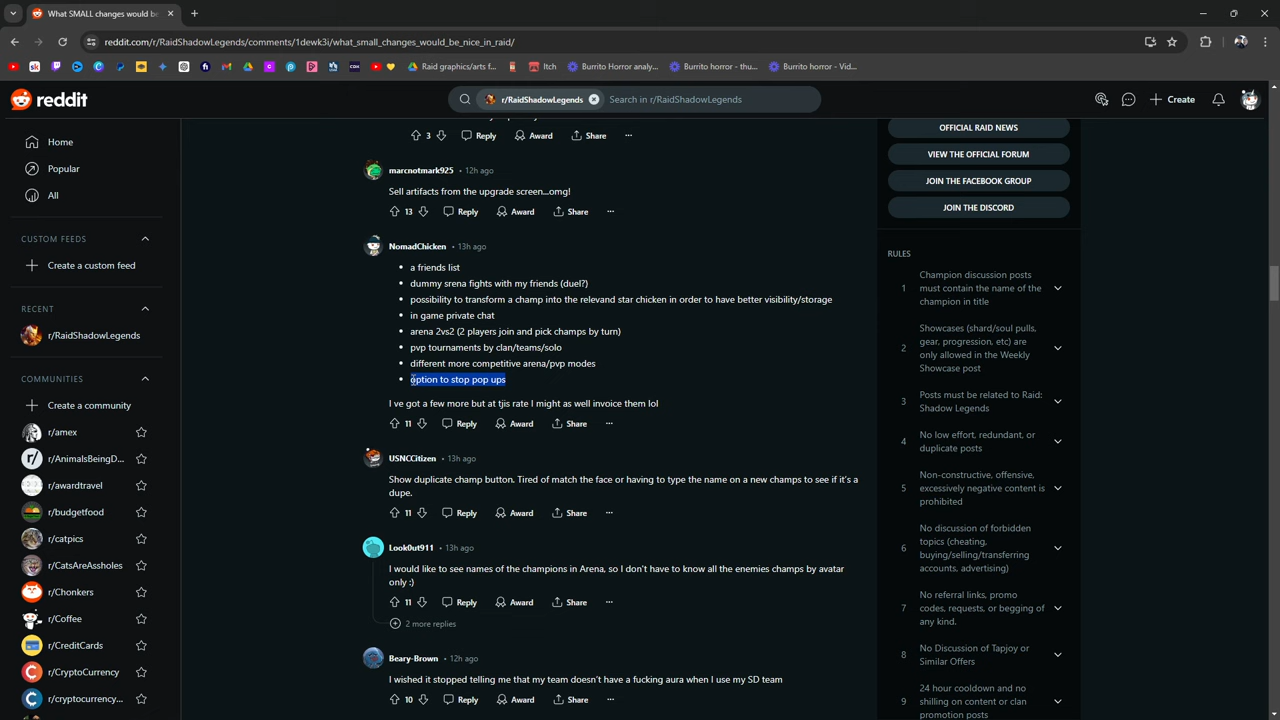 What SMALL changes would be
reddit.com/r/RaidShadowLegends/comments/1dewk3i/what_small_changes_would_be_nice_in_raid/
Raid graphics/arts f...
Itch
Burrito Horror analy...
Burrito horror - thu...
Burrito horror - Vid...
reddit
r/RaidShadowLegends
Search in r/RaidShadowLegends
Create
Home
Popular
All
CUSTOM FEEDS
Create a custom feed
RECENT
r/RaidShadowLegends
COMMUNITIES
Create a community
r/amex
r/AnimalsBeingD...
r/awardtravel
r/budgetfood
r/catpics
r/CatsAreAssholes
r/Chonkers
r/Coffee
r/CreditCards
r/CryptoCurrency
r/cryptocurrency...
3 Reply Award Share ...
marcnotmark925 • 12h ago
Sell artifacts from the upgrade screen...omg!
13 Reply Award Share ...
NomadChicken • 13h ago
• a friends list
• dummy srena fights with my friends (duel?)
• possibility to transform a champ into the relevand star chicken in order to have better visibility/storage
• in game private chat
• arena 2vs2 (2 players join and pick champs by turn)
• pvp tournaments by clan/teams/solo
• different more competitive arena/pvp modes
• option to stop pop ups
I ve got a few more but at tjis rate I might as well invoice them lol
11 Reply Award Share ...
USNCCitizen • 13h ago
Show duplicate champ button. Tired of match the face or having to type the name on a new champs to see if it's a
dupe.
11 Reply Award Share ...
Look0ut911 • 13h ago
I would like to see names of the champions in Arena, so I don't have to know all the enemies champs by avatar
only :)
11 Reply Award Share ...
2 more replies
Beary-Brown • 12h ago
I wished it stopped telling me that my team doesn't have a fucking aura when I use my SD team
10 Reply Award Share ...
OFFICIAL RAID NEWS
VIEW THE OFFICIAL FORUM
JOIN THE FACEBOOK GROUP
JOIN THE DISCORD
RULES
1 Champion discussion posts
must contain the name of the
champion in title
2 Showcases (shard/soul pulls,
gear, progression, etc) are
only allowed in the Weekly
Showcase post
3 Posts must be related to Raid:
Shadow Legends
4 No low effort, redundant, or
duplicate posts
5 Non-constructive, offensive,
excessively negative content is
prohibited
6 No discussion of forbidden
topics (cheating,
buying/selling/transferring
accounts, advertising)
7 No referral links, promo
codes, requests, or begging of
any kind.
8 No Discussion of Tapjoy or
Similar Offers
9 24 hour cooldown and no
shilling on content or clan
promotion posts